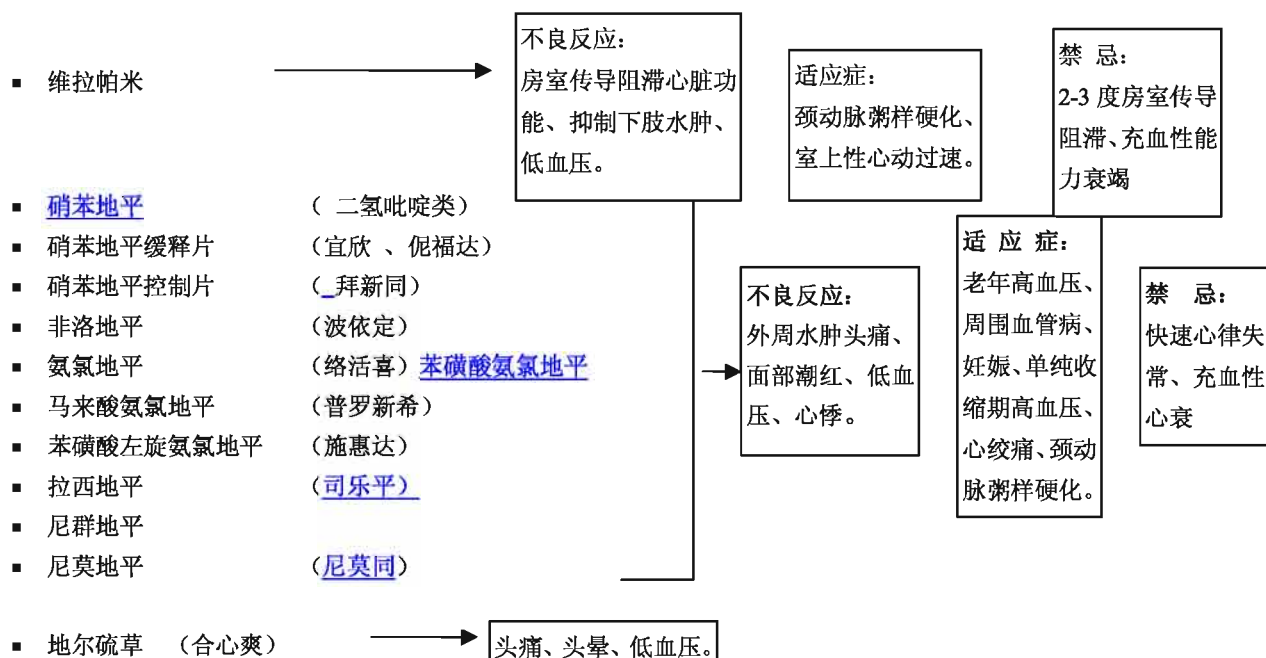 ▪ 维拉帕米
不良反应：
房室传导阻滞心脏功
能、抑制下肢水肿、
低血压。
适应症：
颈动脉粥样硬化、
室上性心动过速。
禁 忌：
2-3 度房室传导
阻滞、充血性能
力衰竭
▪ 硝苯地平 （ 二氢吡啶类）
▪ 硝苯地平缓释片 （宜欣 、伲福达）
▪ 硝苯地平控制片 （_拜新同）
▪ 非洛地平 （波依定）
▪ 氨氯地平 （络活喜）苯磺酸氨氯地平
▪ 马来酸氨氯地平 （普罗新希）
▪ 苯磺酸左旋氨氯地平 （施惠达）
▪ 拉西地平 （司乐平）
▪ 尼群地平
▪ 尼莫地平 （尼莫同）
不良反应：
外周水肿头痛、
面部潮红、低血
压、心悸。
适 应 症：
老年高血压、
周围血管病、
妊娠、单纯收
缩期高血压、
心绞痛、颈动
脉粥样硬化。
禁 忌：
快速心律失
常、充血性
心衰
▪ 地尔硫草 （合心爽）
头痛、头晕、低血压。